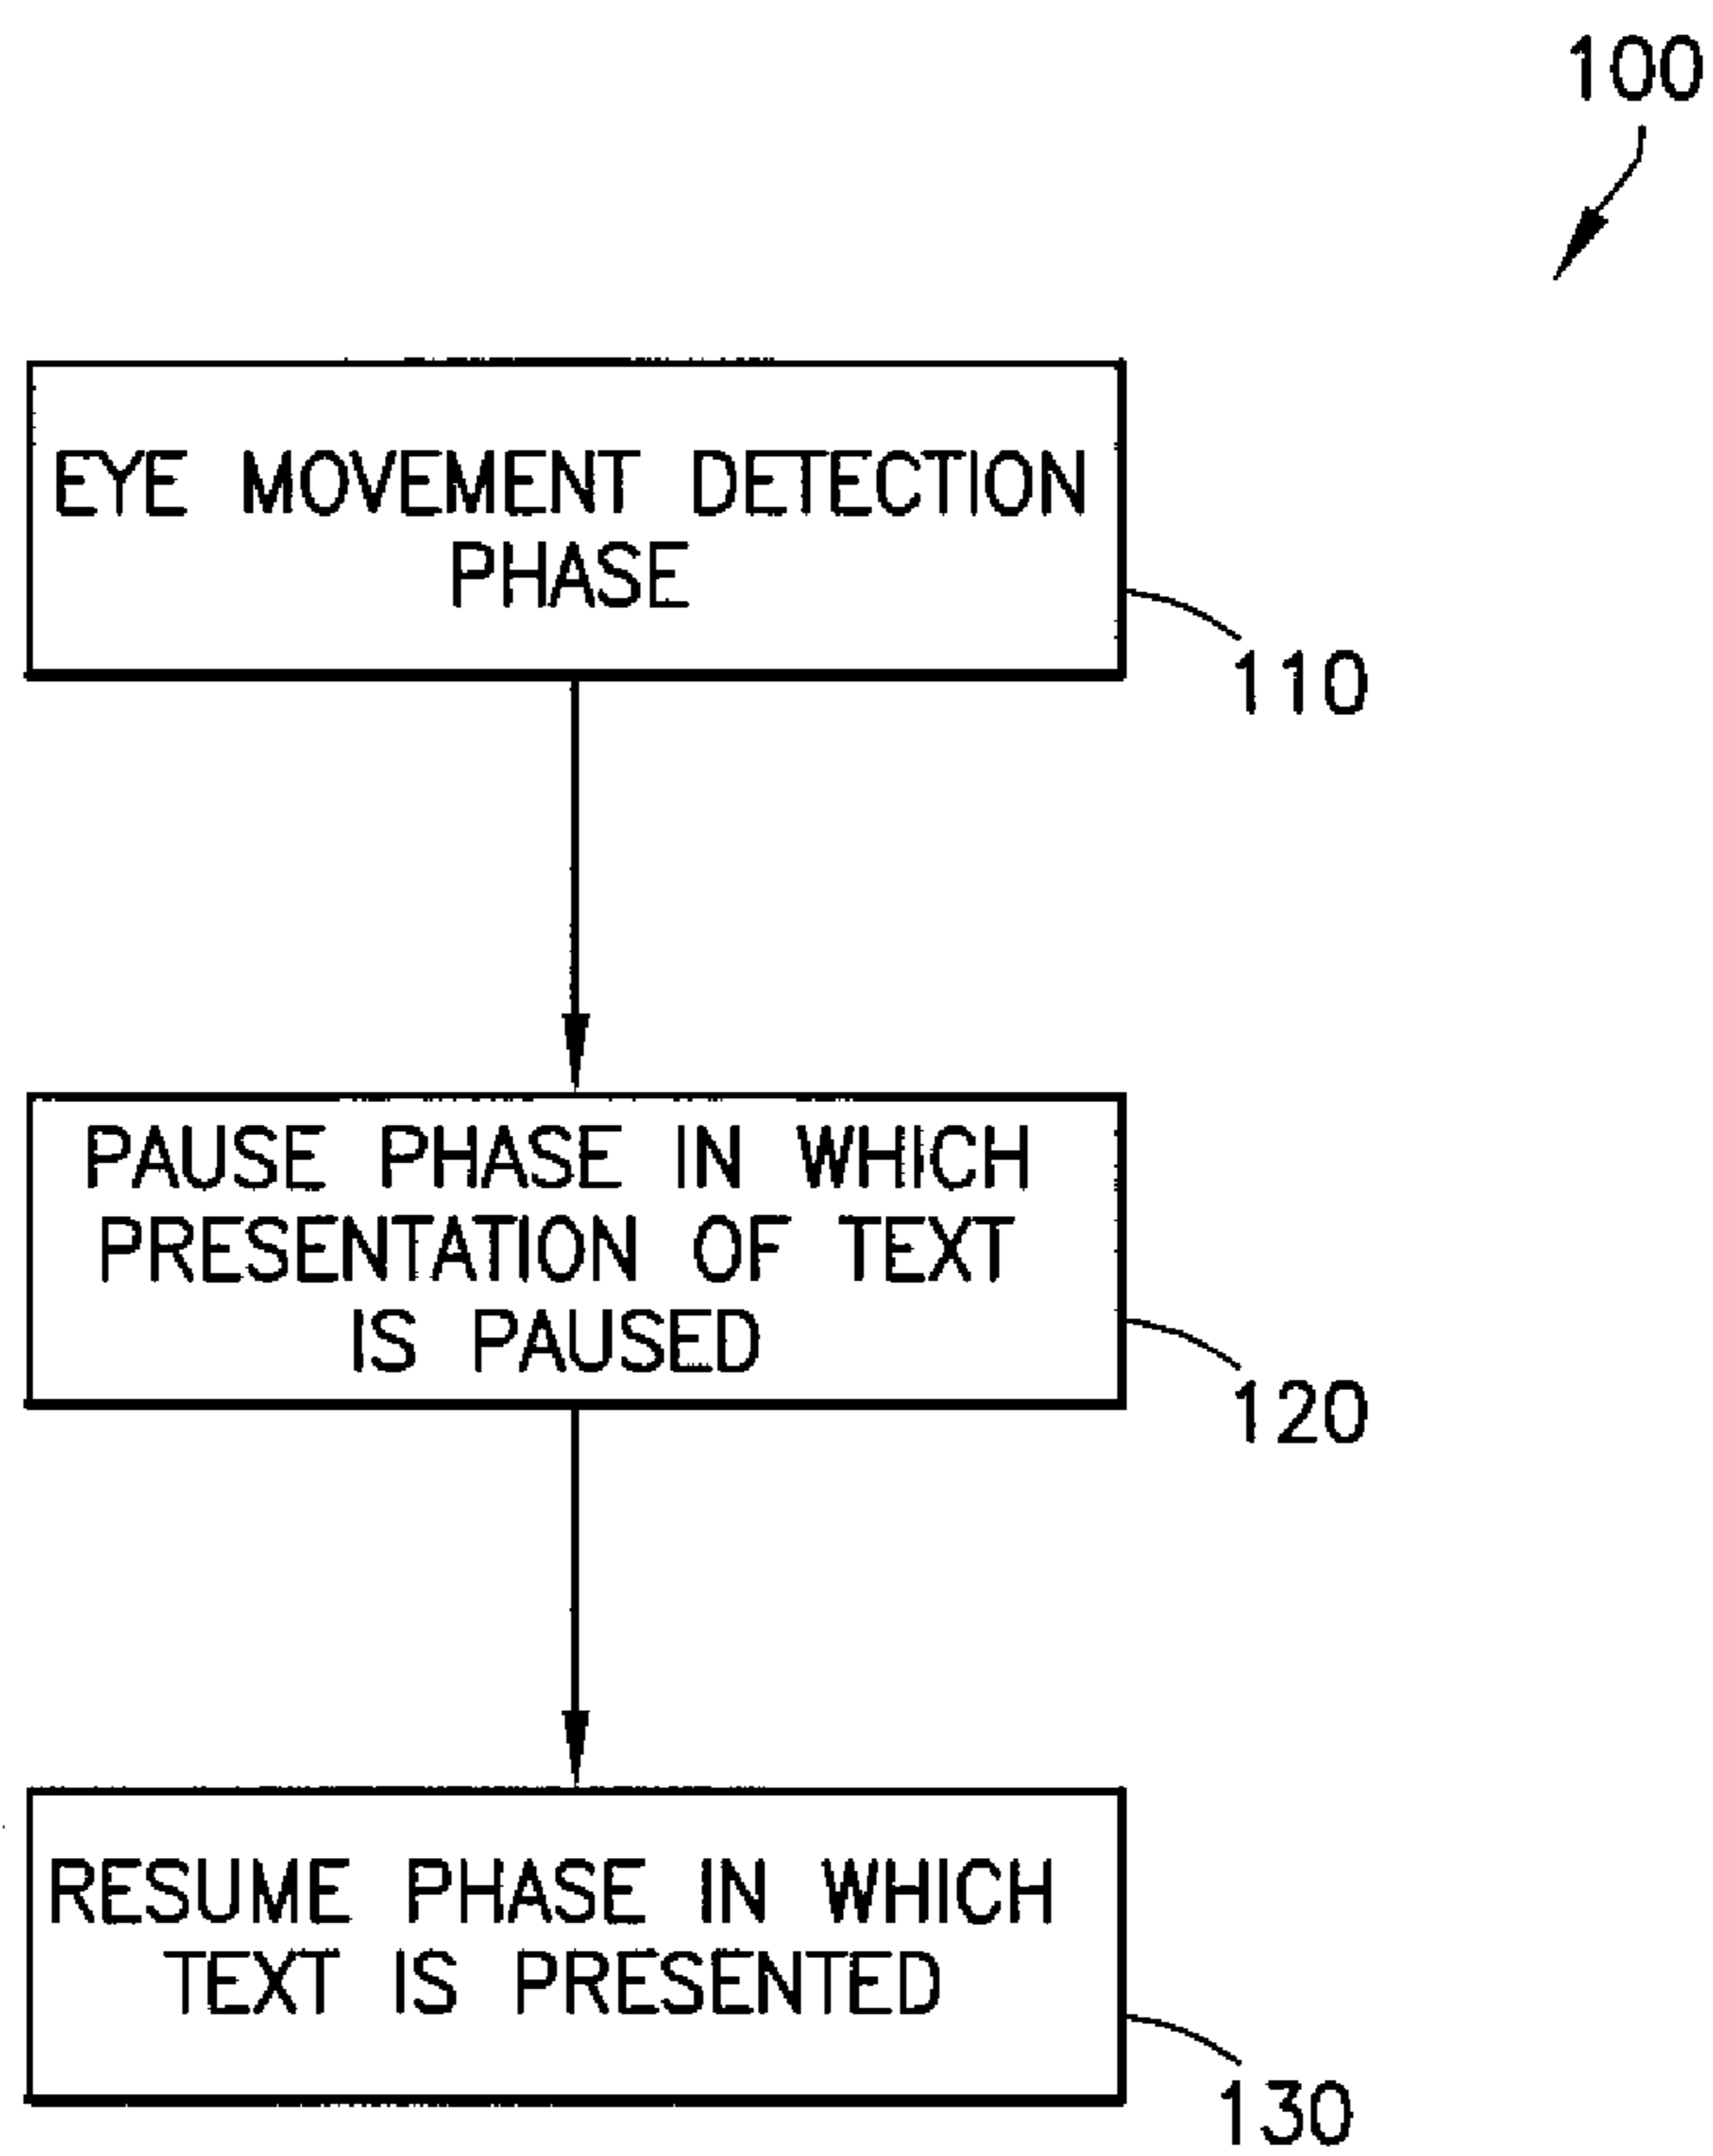 100
EYE MOVEMENT DETECTION
PHASE
110
PAUSE PHASE IN WHICH
PRESENTATION OF TEXT
IS PAUSED
120
RESUME PHASE IN WHICH
TEXT IS PRESENTED
130